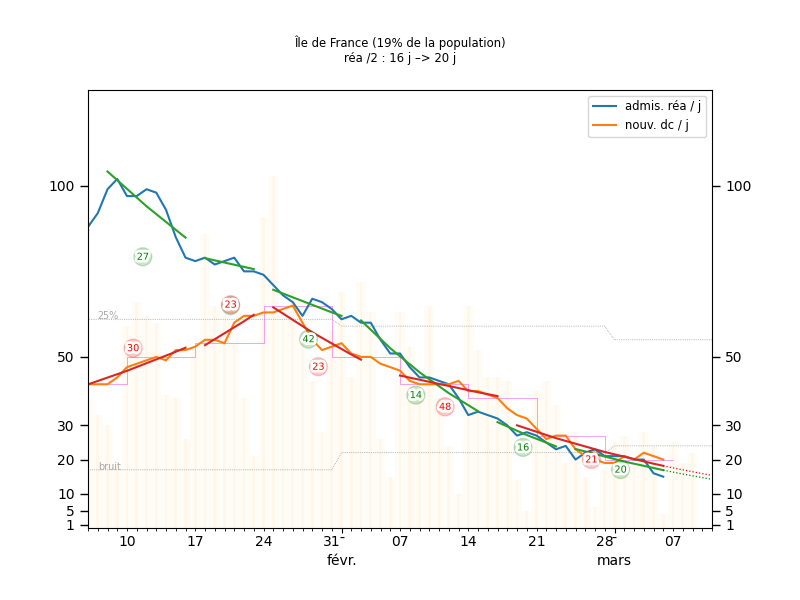 Île de France (19% de la population)
réa /2 : 16 j –> 20 j
admis. réa / j
nouv. dc / j
100 100
27
25% 23
30 42
50 50
23
14
48
30 30
16
20 bruit 21 20
20
10 10
5 5
1 1
10 17 24 31 07 14 21 28 07
févr. mars